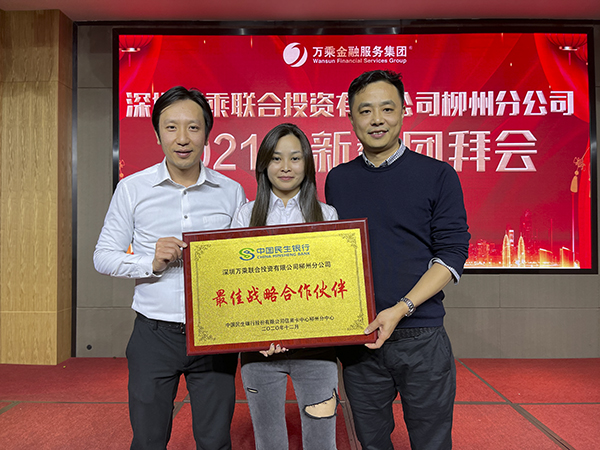 万乘金融服务集团®
Wansun Financial Services Group
深圳 乘联合投资有 公司柳州分公司
2021 新 团拜会
中国民生银行
CHINA MINSHENG BANK
深圳万乘联合投资有限公司柳州分公司
最佳战略合作伙伴
中国民生银行股份有限公司信用卡中心柳州分中心
二〇二〇年十二月